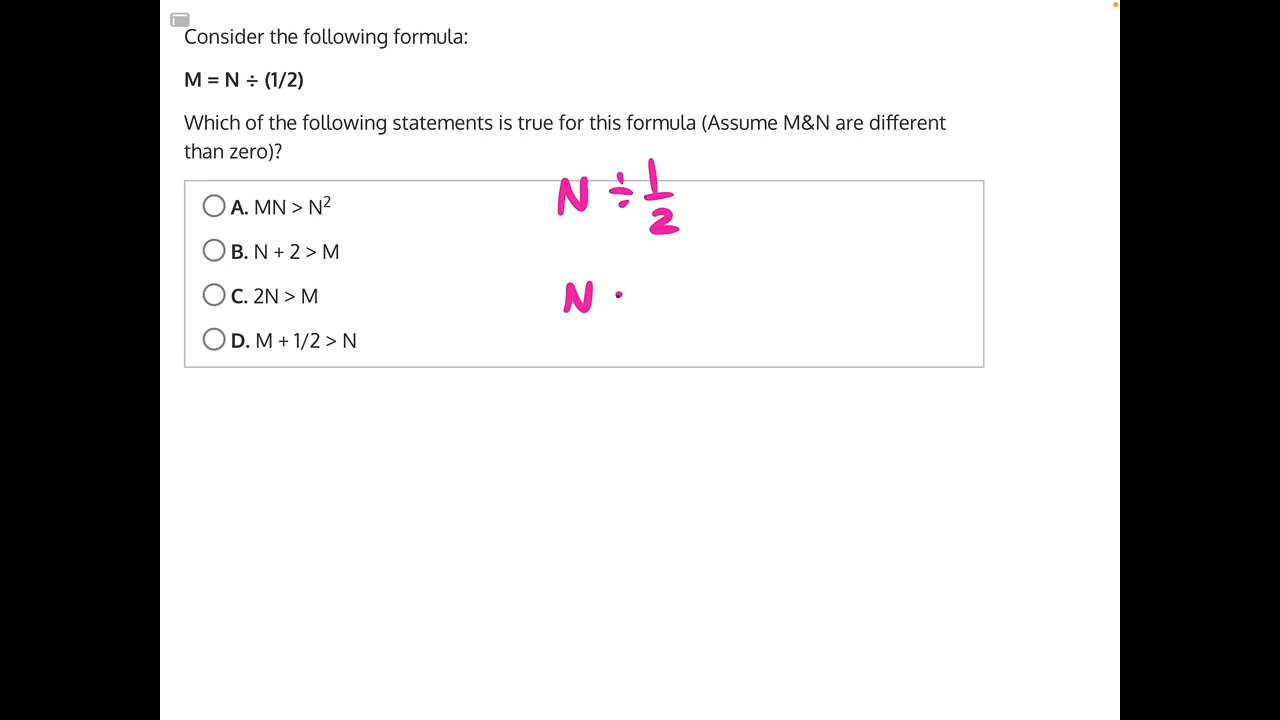 Consider the following formula:
M = N ÷ (1/2)
Which of the following statements is true for this formula (Assume M&N are different
than zero)?
A. MN > N²
B. N + 2 > M
C. 2N > M
D. M + 1/2 > N
N ÷ 1/2
N ·